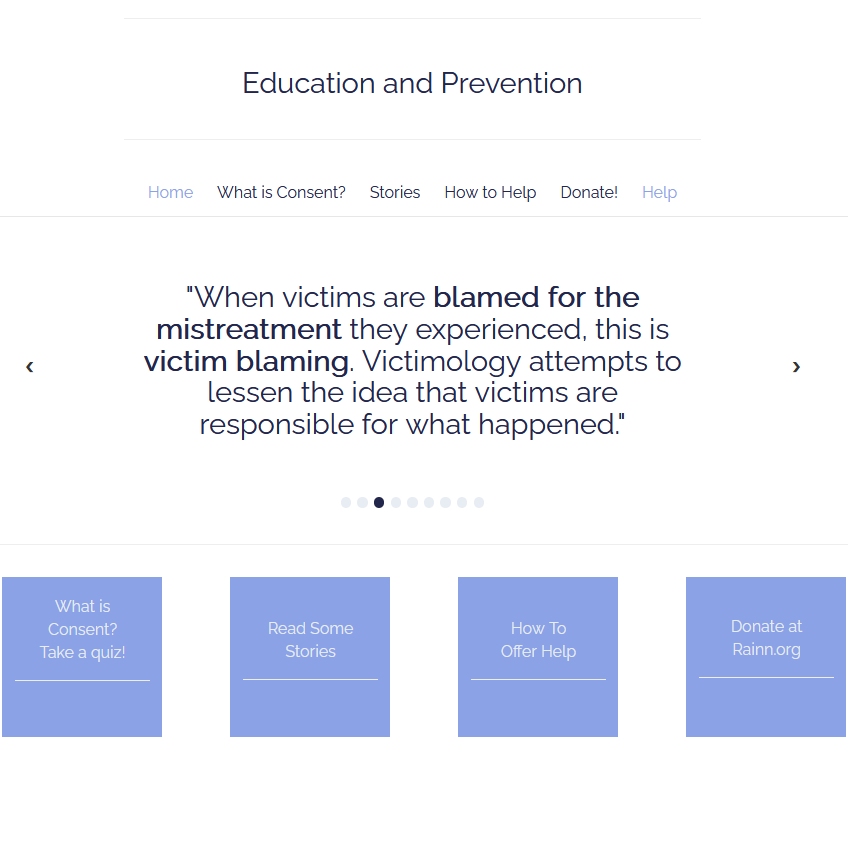 Education and Prevention
Home What is Consent? Stories How to Help Donate! Help
"When victims are blamed for the
mistreatment they experienced, this is
victim blaming. Victimology attempts to
lessen the idea that victims are
responsible for what happened."
‹ ›
What is
Consent?
Take a quiz!
Read Some
Stories
How To
Offer Help
Donate at
Rainn.org